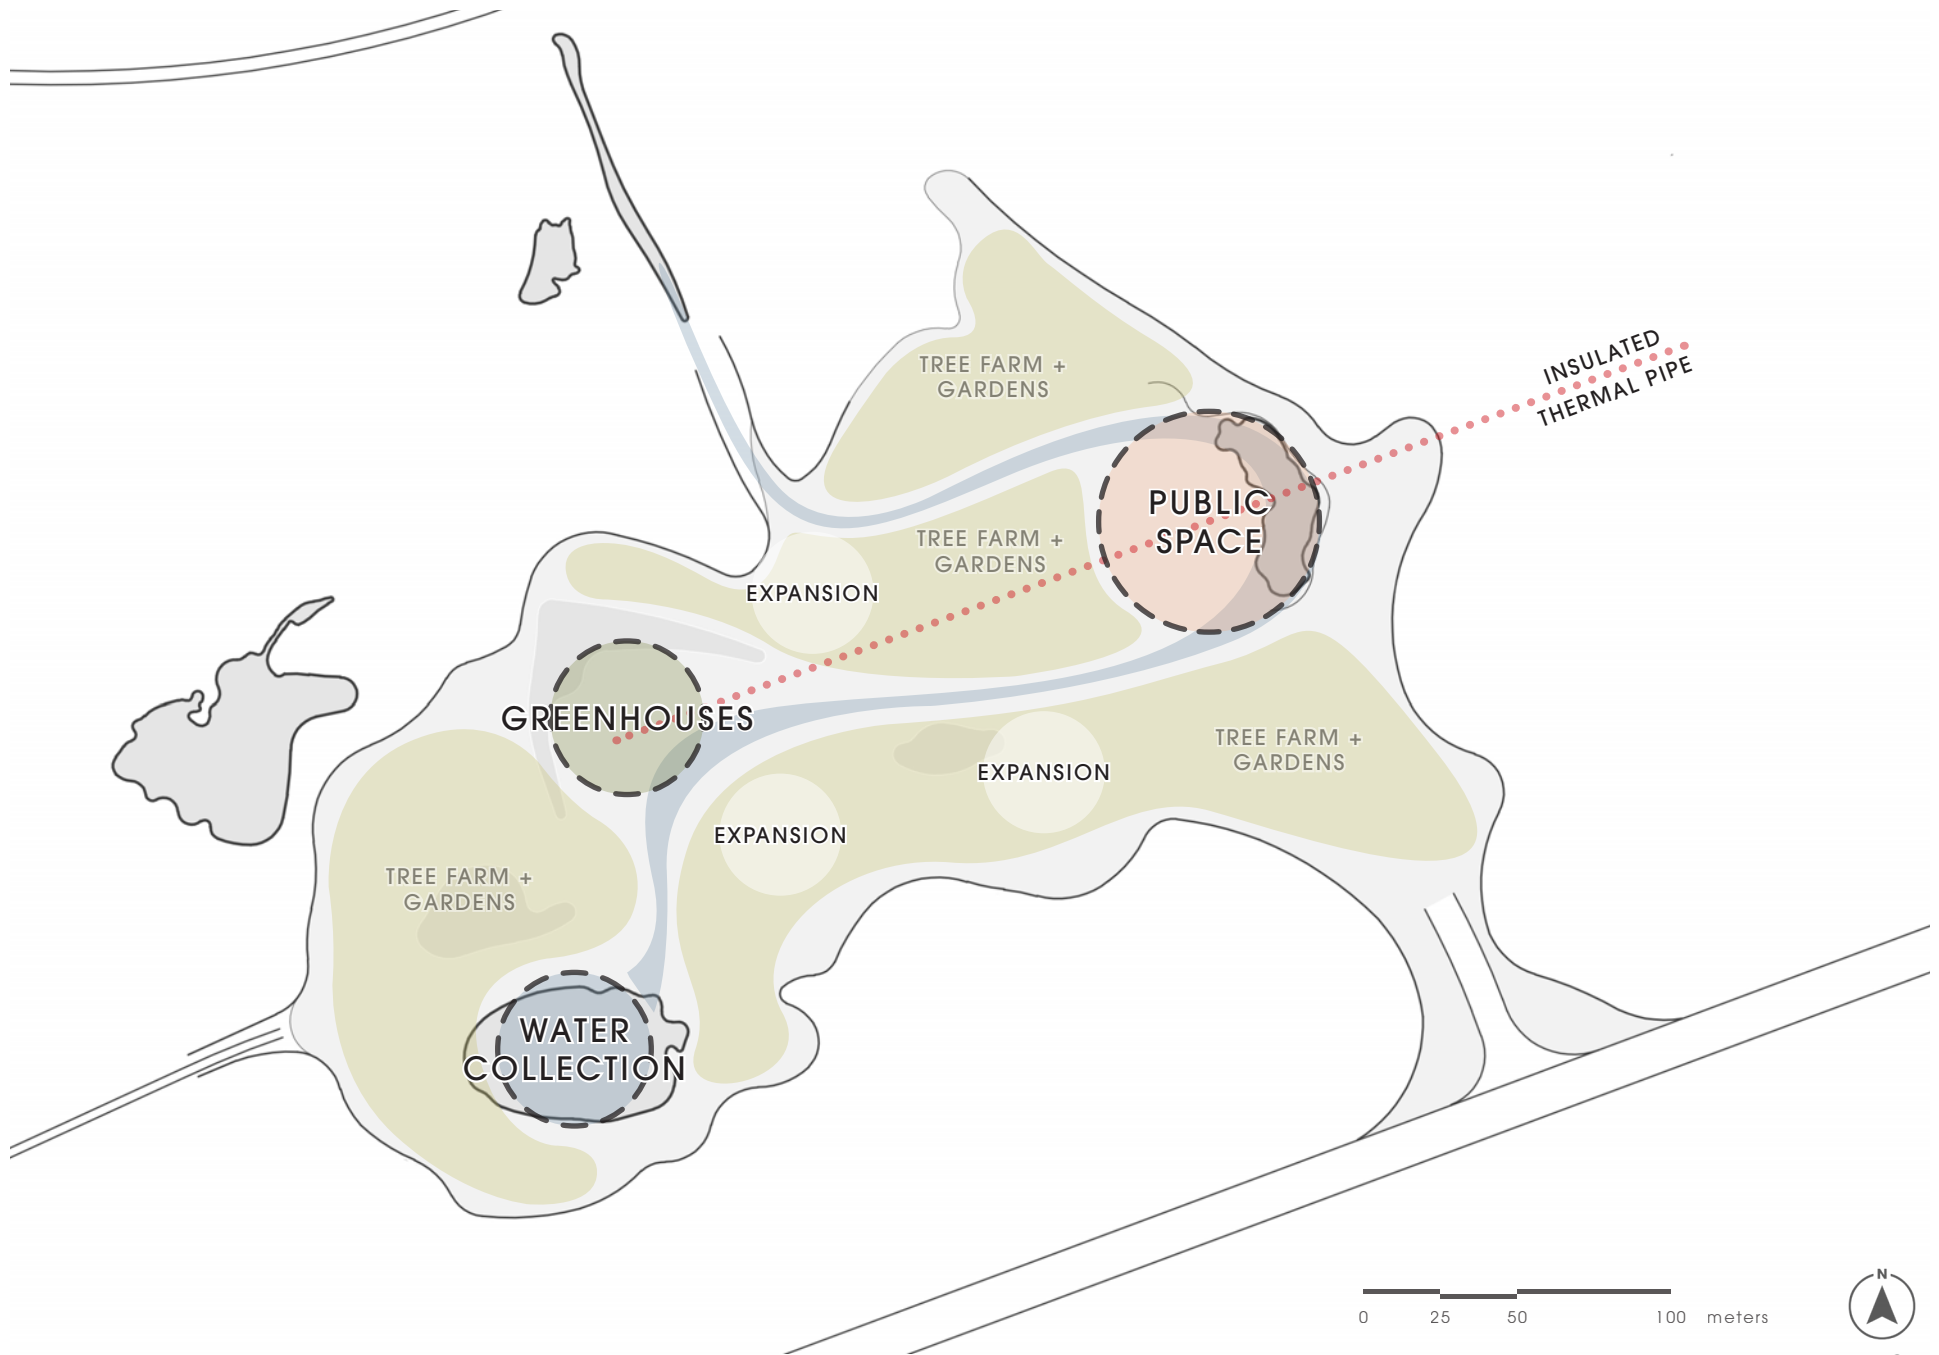 TREE FARM +
GARDENS
INSULATED
THERMAL PIPE
PUBLIC
SPACE
TREE FARM +
GARDENS
EXPANSION
GREENHOUSES
TREE FARM +
GARDENS
EXPANSION
EXPANSION
TREE FARM +
GARDENS
WATER
COLLECTION
N
0 25 50 100 meters